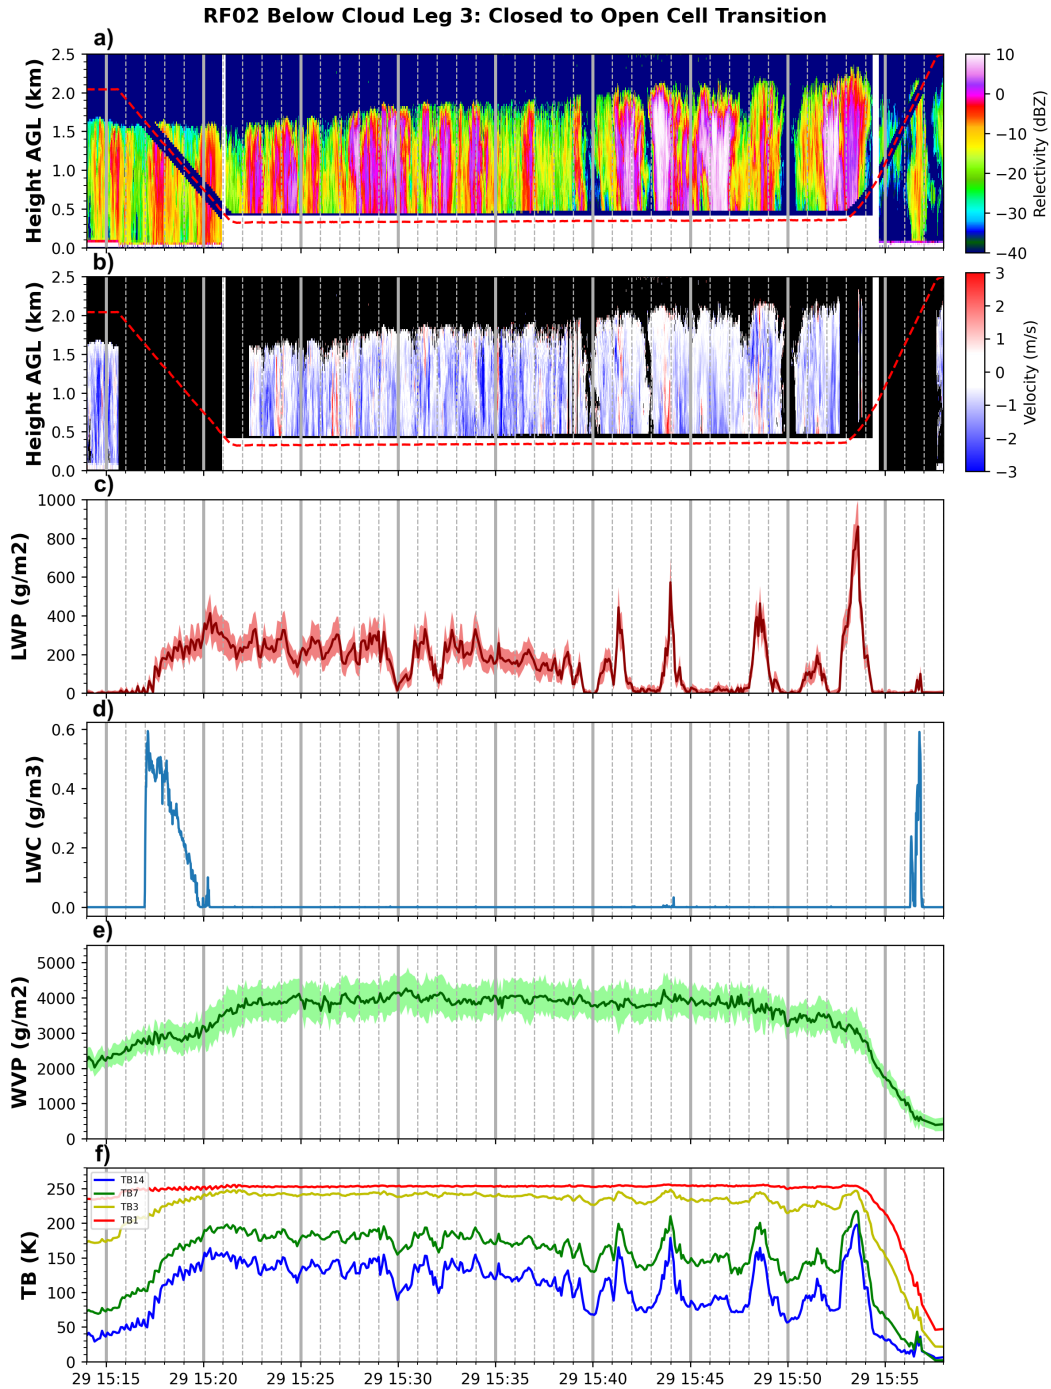 RF02 Below Cloud Leg 3: Closed to Open Cell Transition
a)
Height AGL (km)
2.5
2.0
1.5
1.0
0.5
0.0
10
0
−10
−20
−30
−40
Relectivity (dBZ)
b)
Height AGL (km)
2.5
2.0
1.5
1.0
0.5
0.0
3
2
1
0
−1
−2
−3
Velocity (m/s)
c)
LWP (g/m2)
1000
800
600
400
200
0
d)
LWC (g/m3)
0.6
0.4
0.2
0.0
e)
WVP (g/m2)
5000
4000
3000
2000
1000
0
f)
TB (K)
250
200
150
100
50
0
TB14
TB7
TB3
TB1
29 15:15 29 15:20 29 15:25 29 15:30 29 15:35 29 15:40 29 15:45 29 15:50 29 15:55